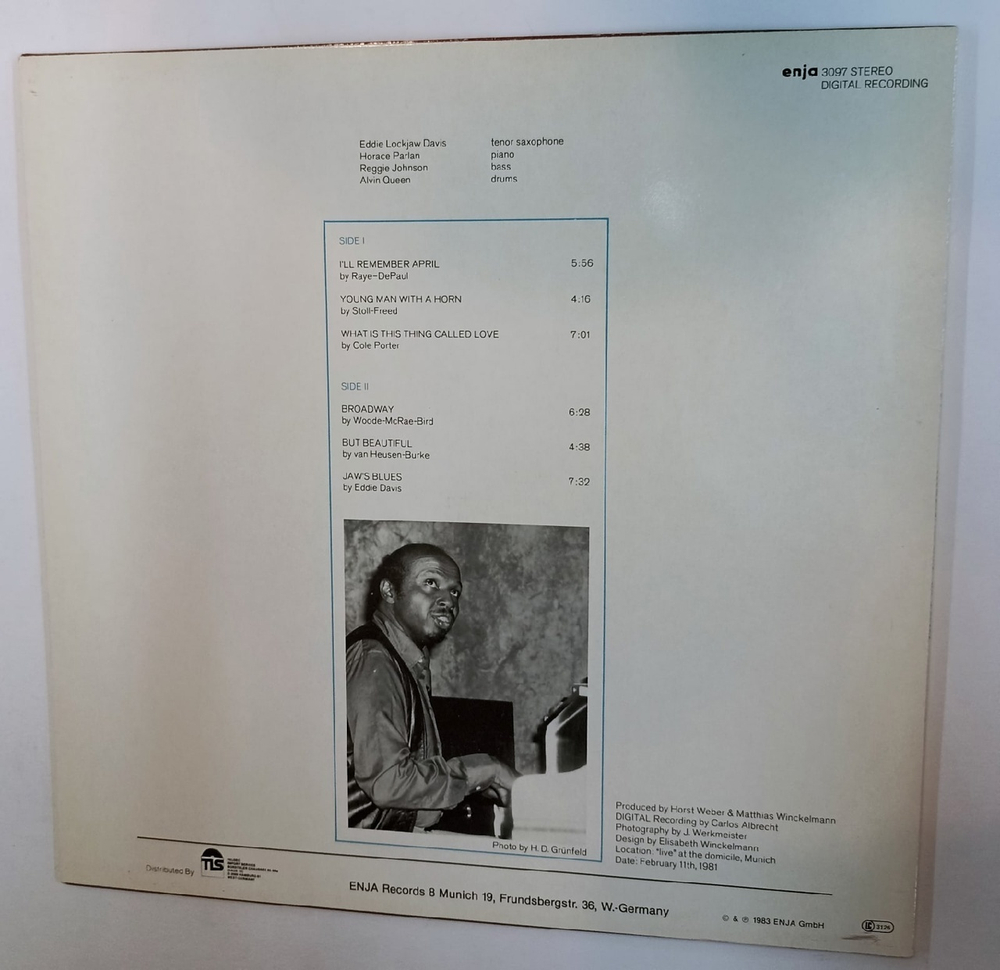 enja 3097 STEREO
DIGITAL RECORDING
Eddie Lockjaw Davis tenor saxophone
Horace Parlan piano
Reggie Johnson bass
Alvin Queen drums
SIDE I
I'LL REMEMBER APRIL 5:56
by Raye-DePaul
YOUNG MAN WITH A HORN 4:16
by Stoll-Freed
WHAT IS THIS THING CALLED LOVE 7:01
by Cole Porter
SIDE II
BROADWAY 6:28
by Woode-McRae-Bird
BUT BEAUTIFUL 4:38
by van Heusen-Burke
JAW'S BLUES 7:32
by Eddie Davis
Photo by H. D. Grünfeld
Produced by Horst Weber & Matthias Winckelmann
DIGITAL Recording by Carlos Albrecht
Photography by J. Werkmeister
Design by Elisabeth Winckelmann
Location: "live" at the domicile, Munich
Date: February 11th, 1981
Distributed By TIS
ENJA Records 8 Munich 19, Frundsbergstr. 36, W.-Germany
© & ℗ 1983 ENJA GmbH